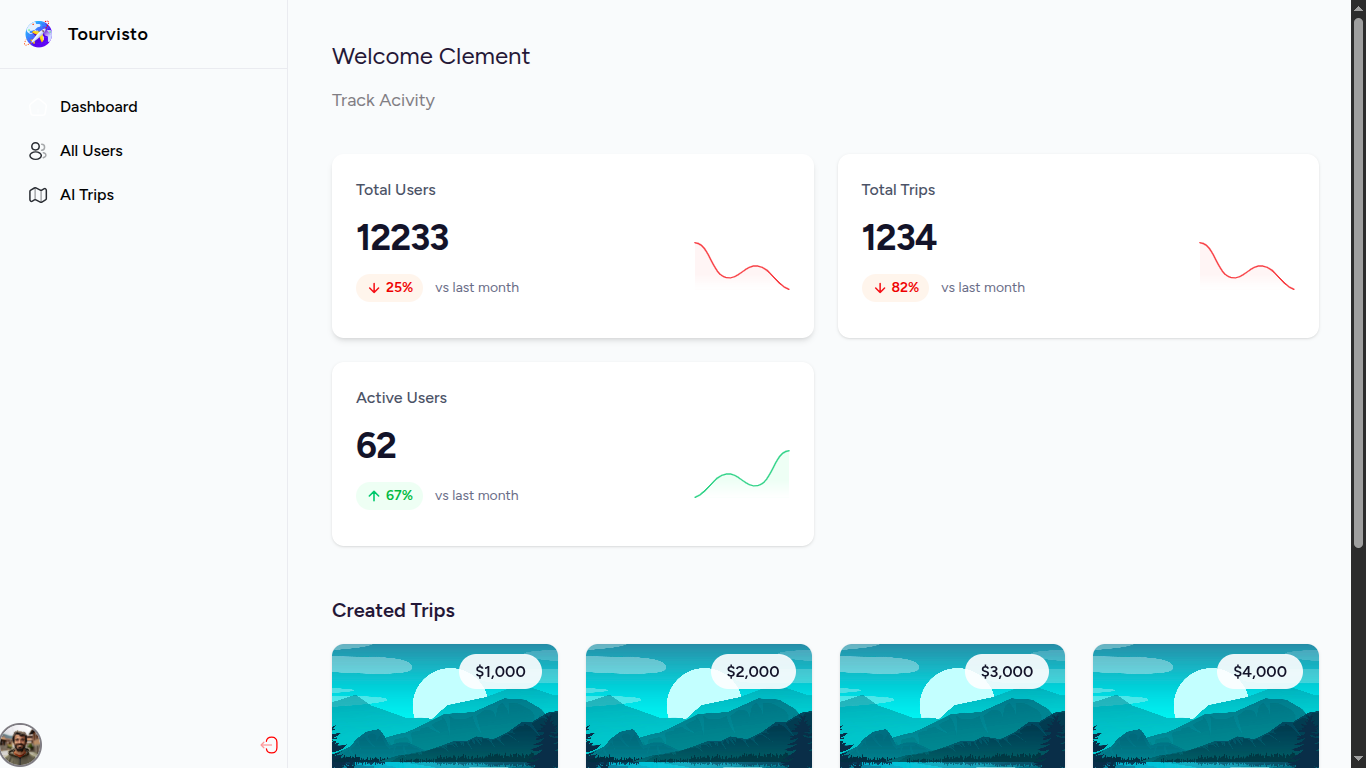 Tourvisto
Dashboard
All Users
AI Trips
Welcome Clement
Track Acivity
Total Users
12233
25% vs last month
Total Trips
1234
82% vs last month
Active Users
62
67% vs last month
Created Trips
$1,000
$2,000
$3,000
$4,000